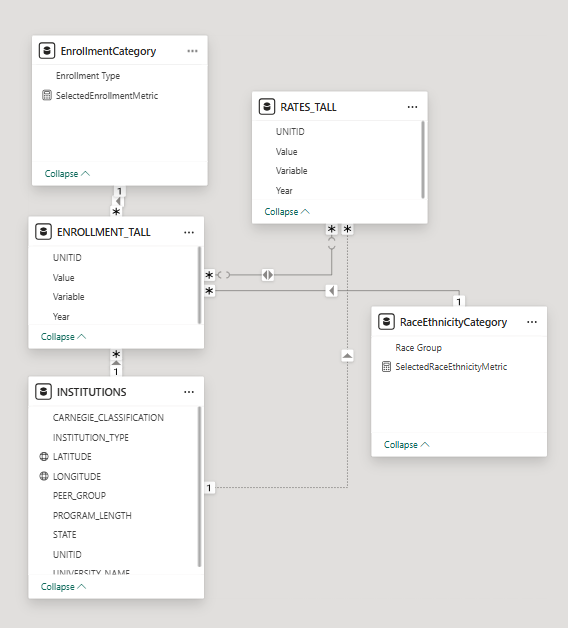 EnrollmentCategory
Enrollment Type
SelectedEnrollmentMetric
Collapse
1
*
RATES_TALL
UNITID
Value
Variable
Year
Collapse
* *
ENROLLMENT_TALL
UNITID
Value
Variable
Year
Collapse
*
*
*
1
1
RaceEthnicityCategory
Race Group
SelectedRaceEthnicityMetric
Collapse
INSTITUTIONS
CARNEGIE_CLASSIFICATION
INSTITUTION_TYPE
LATITUDE
LONGITUDE
PEER_GROUP
PROGRAM_LENGTH
STATE
UNITID
UNIVERSITY_NAME
Collapse
1